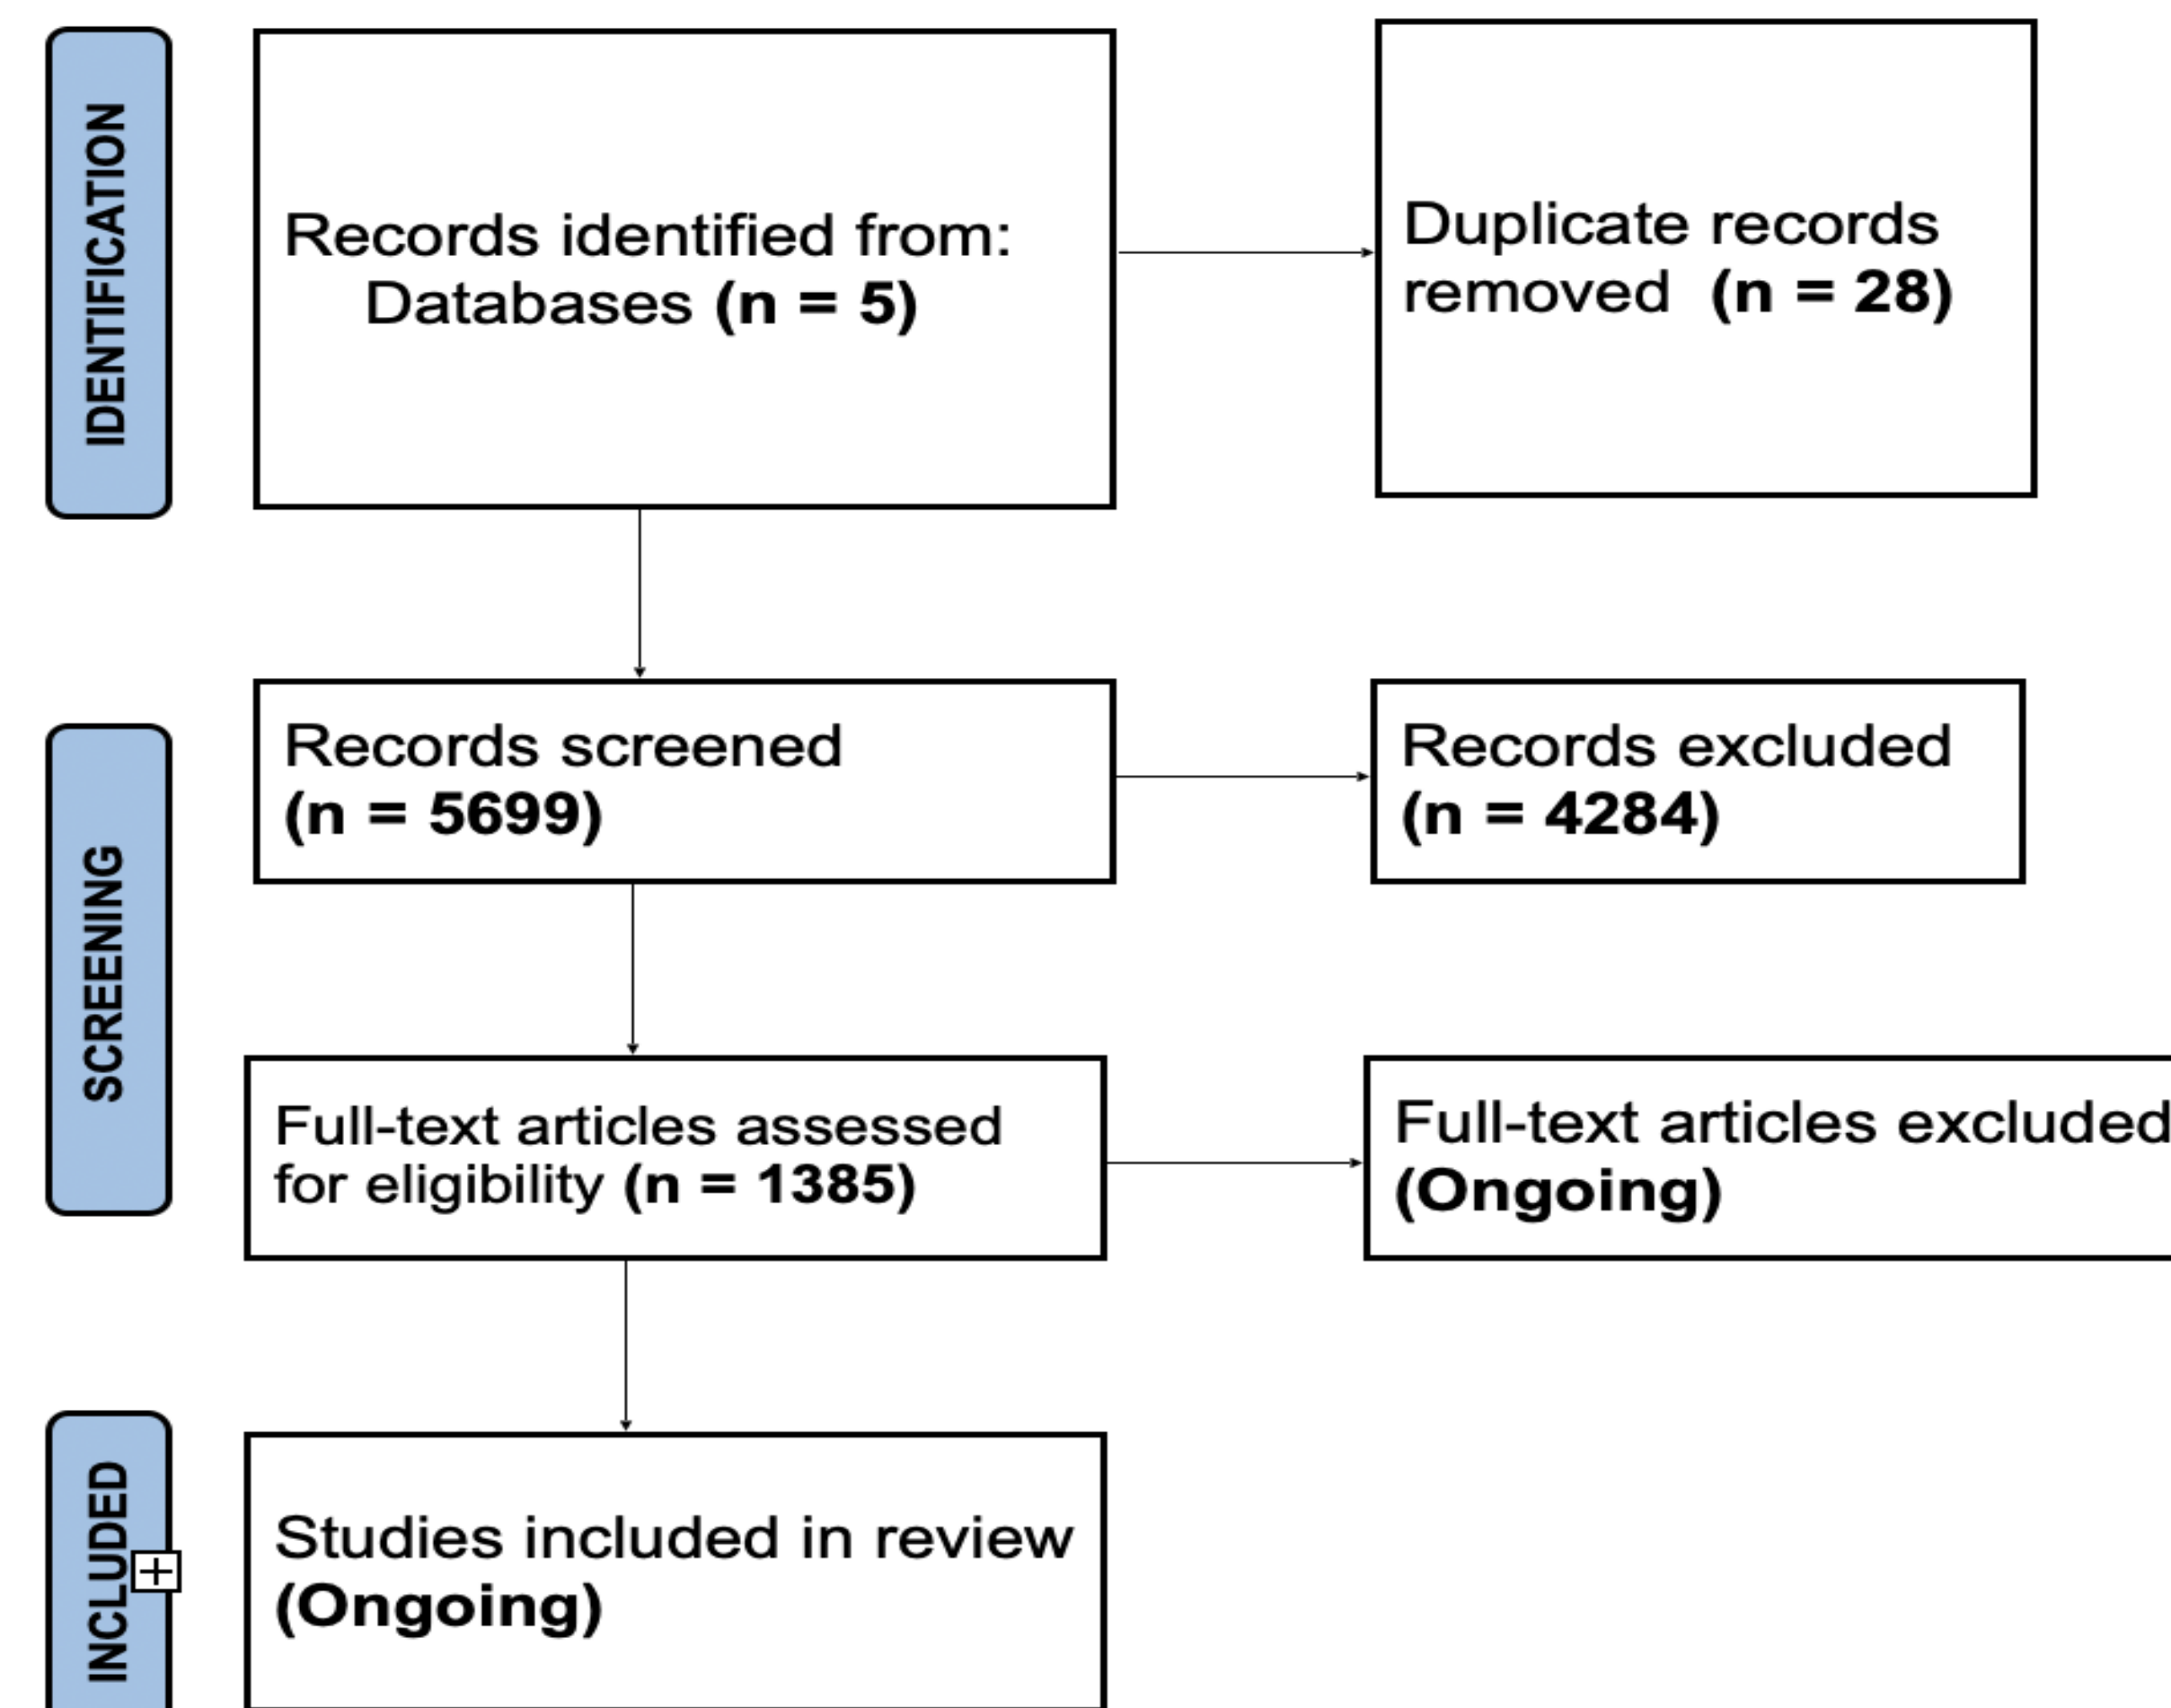 IDENTIFICATION
Records identified from:
Databases (n = 5)
Duplicate records
removed (n = 28)
SCREENING
Records screened
(n = 5699)
Records excluded
(n = 4284)
Full-text articles assessed
for eligibility (n = 1385)
Full-text articles excluded
(Ongoing)
INCLUDED
Studies included in review
(Ongoing)